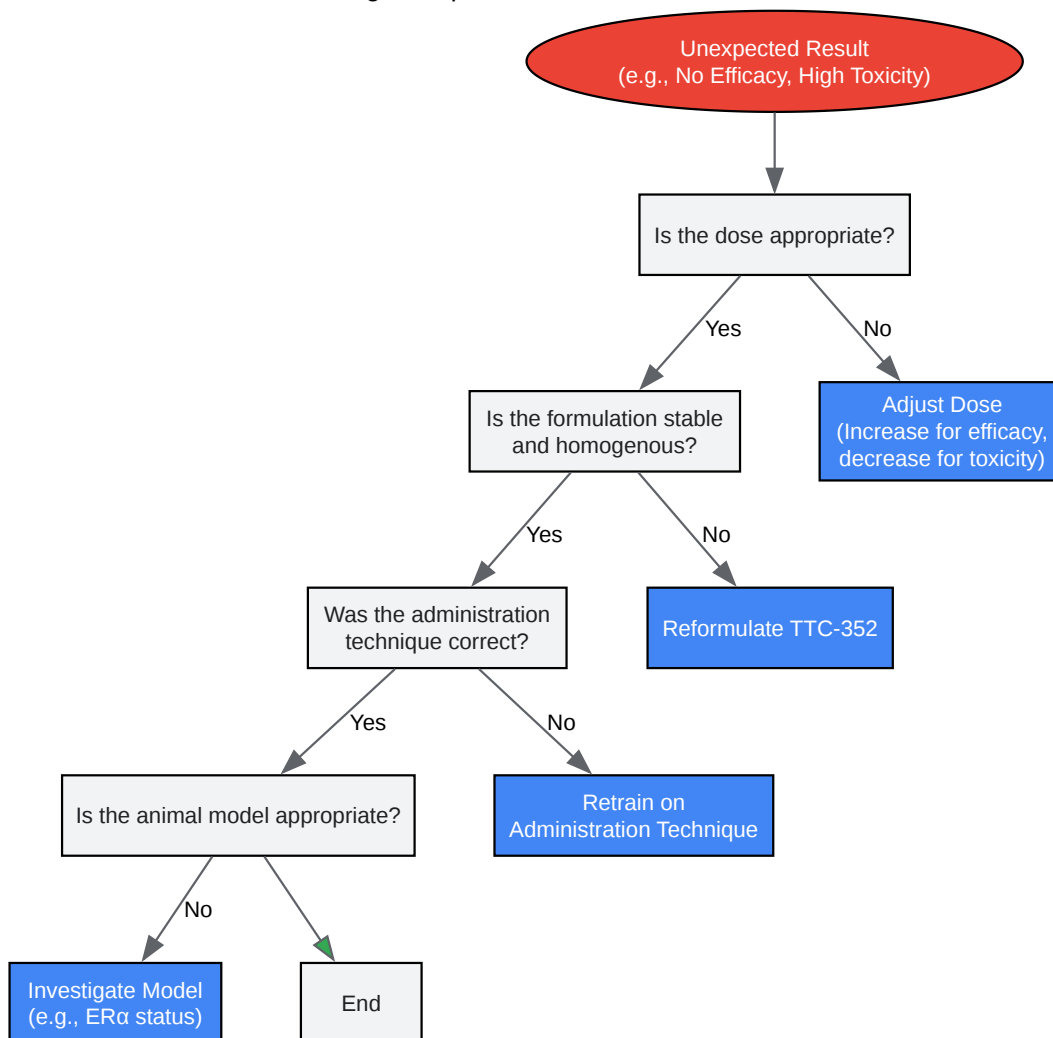 Unexpected Result
(e.g., No Efficacy, High Toxicity)
Is the dose appropriate?
Yes
No
Adjust Dose
(Increase for efficacy,
decrease for toxicity)
Is the formulation stable
and homogenous?
Yes
No
Reformulate TTC-352
Was the administration
technique correct?
Yes
No
Retrain on
Administration Technique
Is the animal model appropriate?
No
Investigate Model
(e.g., ERα status)
End